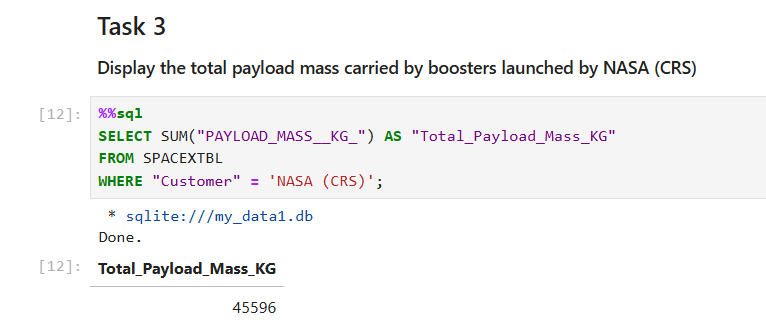 Task 3
Display the total payload mass carried by boosters launched by NASA (CRS)
[12]: %%sql
SELECT SUM("PAYLOAD_MASS__KG_") AS "Total_Payload_Mass_KG"
FROM SPACEXTBL
WHERE "Customer" = 'NASA (CRS)';
* sqlite:///my_data1.db
Done.
[12]: Total_Payload_Mass_KG
45596